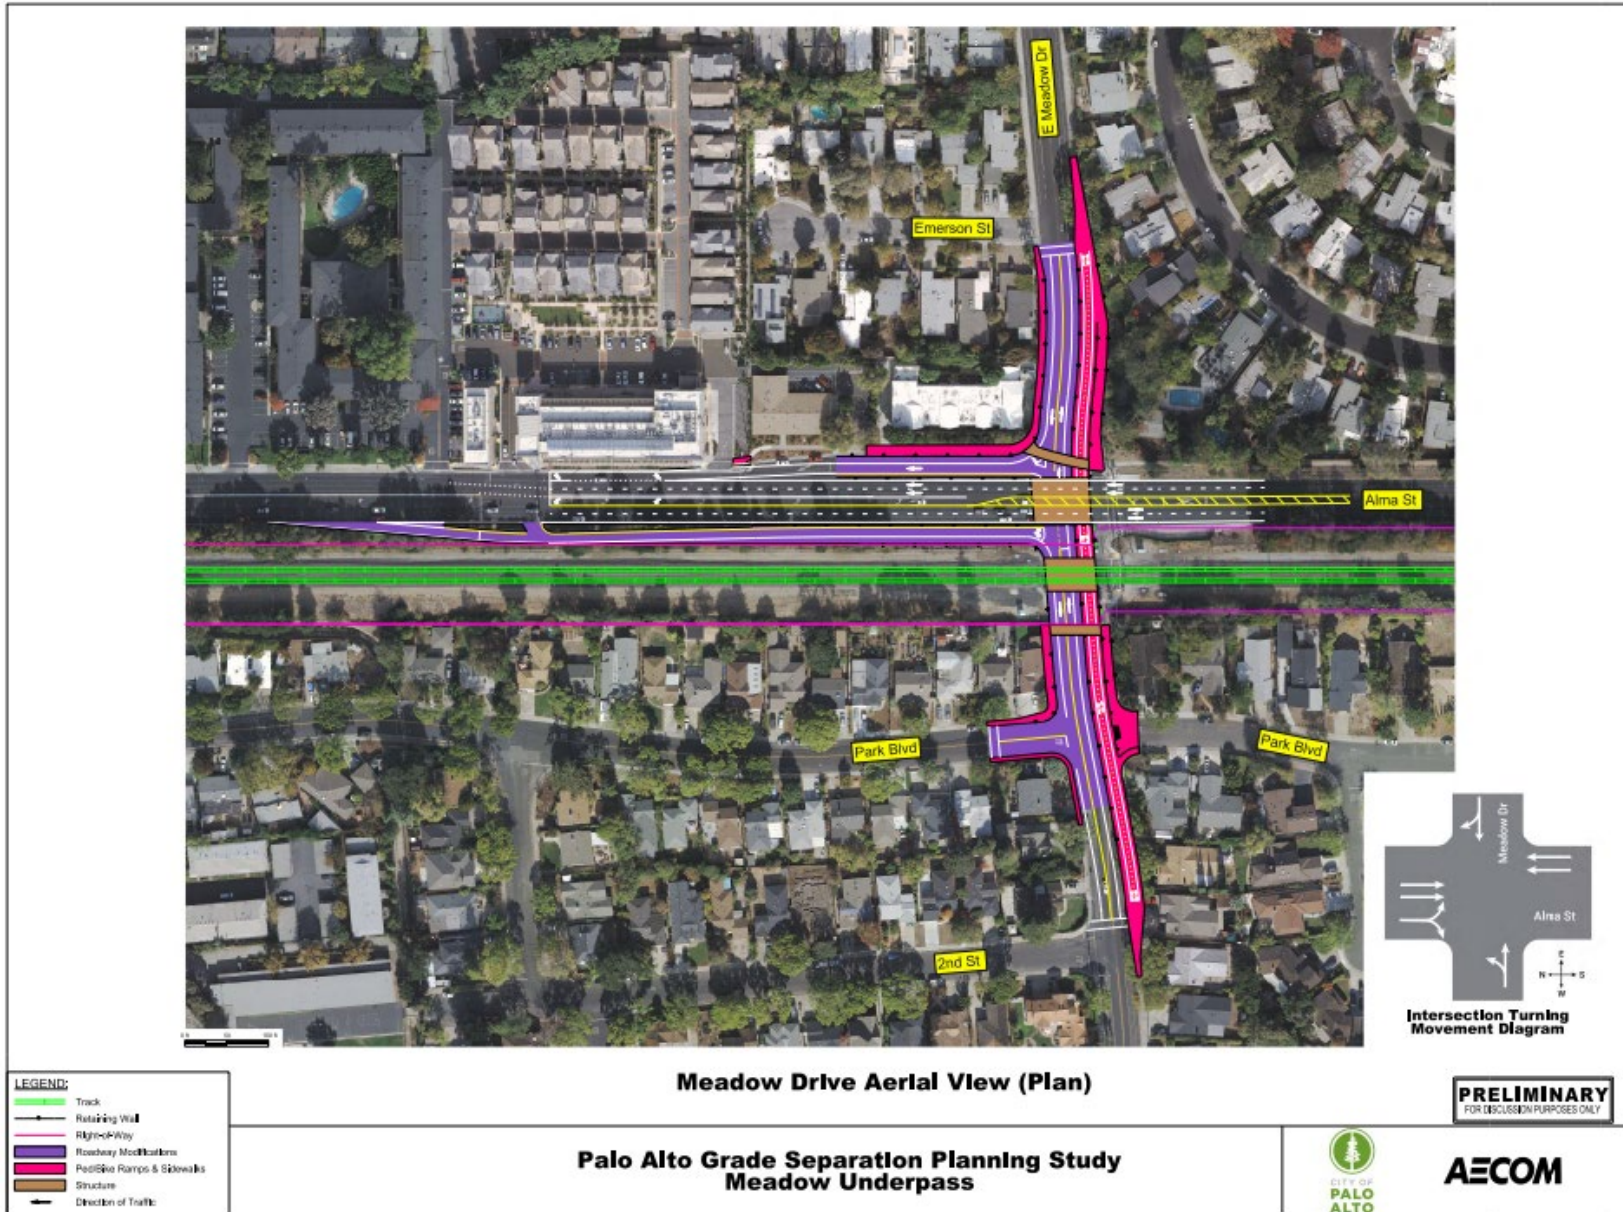 E Meadow Dr
Emerson St
Alma St
Park Blvd
Park Blvd
2nd St
Meadow Dr
Alma St
E
N S
W
Intersection Turning
Movement Diagram
Meadow Drive Aerial View (Plan)
PRELIMINARY
FOR DISCUSSION PURPOSES ONLY
LEGEND:
Track
Retaining Wall
Right-of-Way
Roadway Modifications
Ped/Bike Ramps & Sidewalks
Structure
Direction of Traffic
Palo Alto Grade Separation Planning Study
Meadow Underpass
CITY OF
PALO
ALTO
AECOM